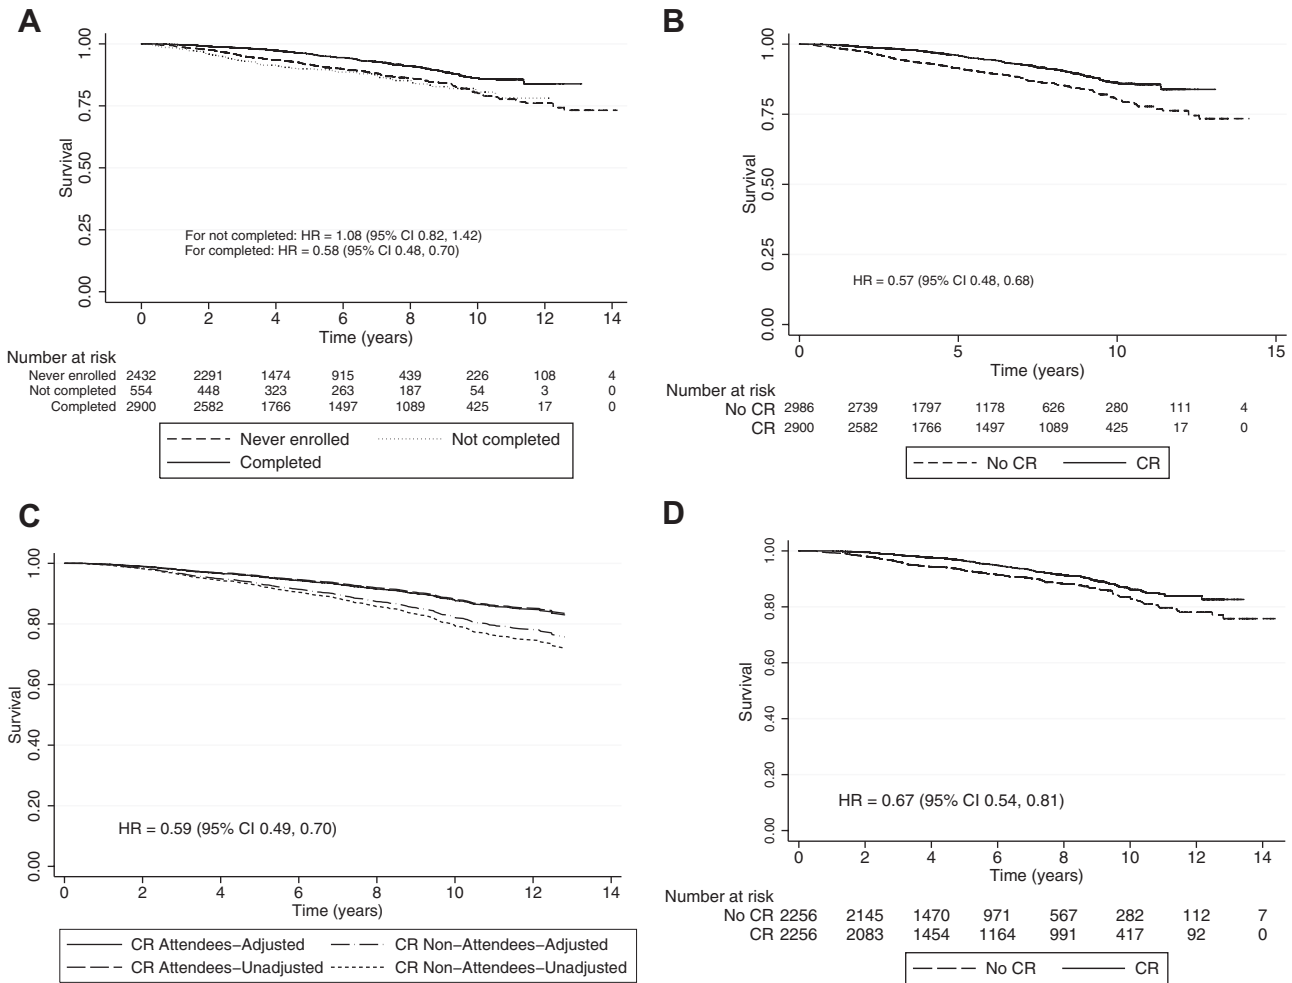 A
Survival
1.00
0.75
0.50
0.25
0.00
For not completed: HR = 1.08 (95% CI 0.82, 1.42)
For completed: HR = 0.58 (95% CI 0.48, 0.70)
0 2 4 6 8 10 12 14
Time (years)
Number at risk
Never enrolled 2432 2291 1474 915 439 226 108 4
Not completed 554 448 323 263 187 54 3 0
Completed 2900 2582 1766 1497 1089 425 17 0
Never enrolled Not completed
Completed
B
Survival
1.00
0.75
0.50
0.25
0.00
HR = 0.57 (95% CI 0.48, 0.68)
0 5 10 15
Time (years)
Number at risk
No CR 2986 2739 1797 1178 626 280 111 4
CR 2900 2582 1766 1497 1089 425 17 0
No CR CR
C
Survival
1.00
0.80
0.60
0.40
0.20
0.00
HR = 0.59 (95% CI 0.49, 0.70)
0 2 4 6 8 10 12 14
Time (years)
CR Attendees–Adjusted CR Non–Attendees–Adjusted
CR Attendees–Unadjusted CR Non–Attendees–Unadjusted
D
Survival
1.00
0.80
0.60
0.40
0.20
0.00
HR = 0.67 (95% CI 0.54, 0.81)
0 2 4 6 8 10 12 14
Time (years)
Number at risk
No CR 2256 2145 1470 971 567 282 112 7
CR 2256 2083 1454 1164 991 417 92 0
No CR CR